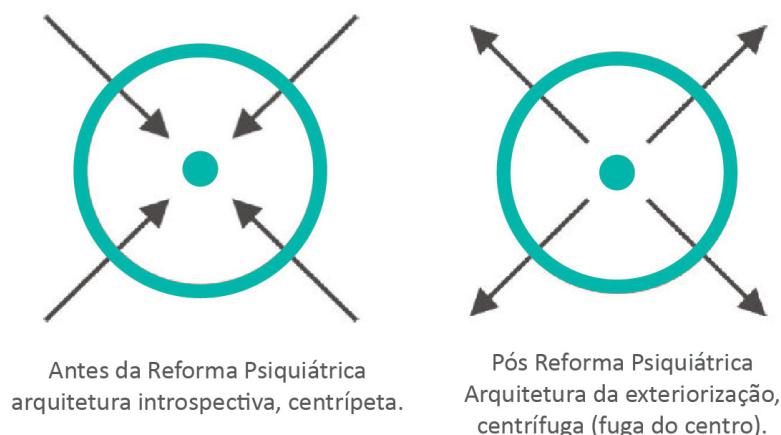 Antes da Reforma Psiquiátrica
arquitetura introspectiva, centrípeta.
Pós Reforma Psiquiátrica
Arquitetura da exteriorização,
centrífuga (fuga do centro).